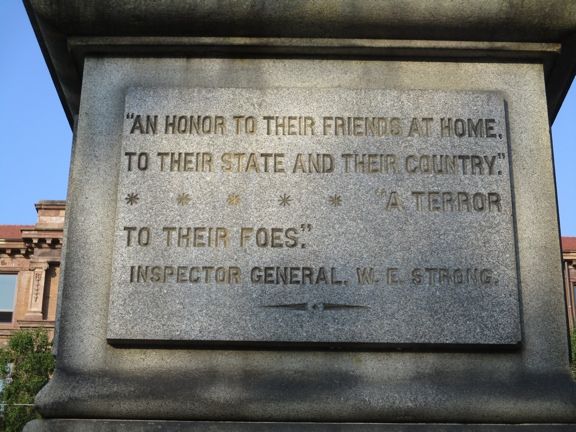 "AN HONOR TO THEIR FRIENDS AT HOME,
TO THEIR STATE AND THEIR COUNTRY."
* * * * * "A TERROR
TO THEIR FOES."
INSPECTOR GENERAL, W. E. STRONG.